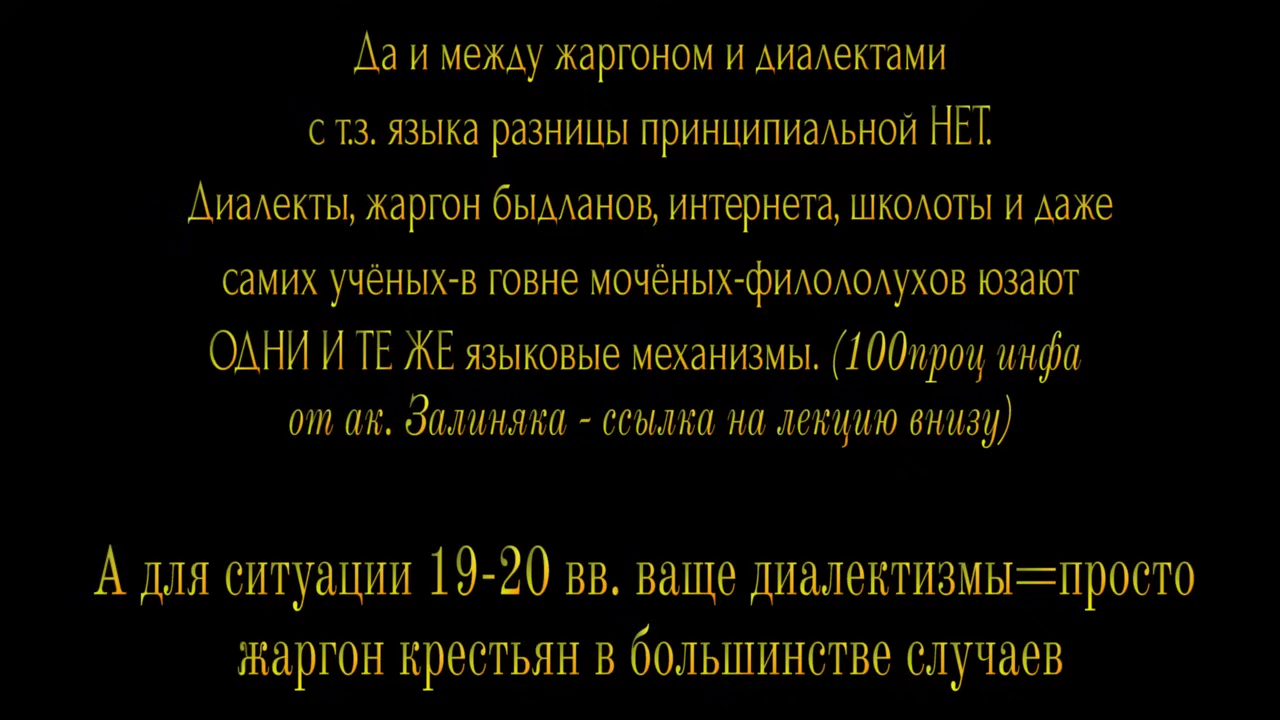 Да и между жаргоном и диалектами
с т.з. языка разницы принципиальной НЕТ.
Диалекты, жаргон быдланов, интернета, школоты и даже
самих учёных-в говне мочёных-филололухов юзают
ОДНИ И ТЕ ЖЕ языковые механизмы. (100проц инфа
от ак. Залиняка - ссылка на лекцию внизу)
А для ситуации 19-20 вв. ваще диалектизмы=просто
жаргон крестьян в большинстве случаев